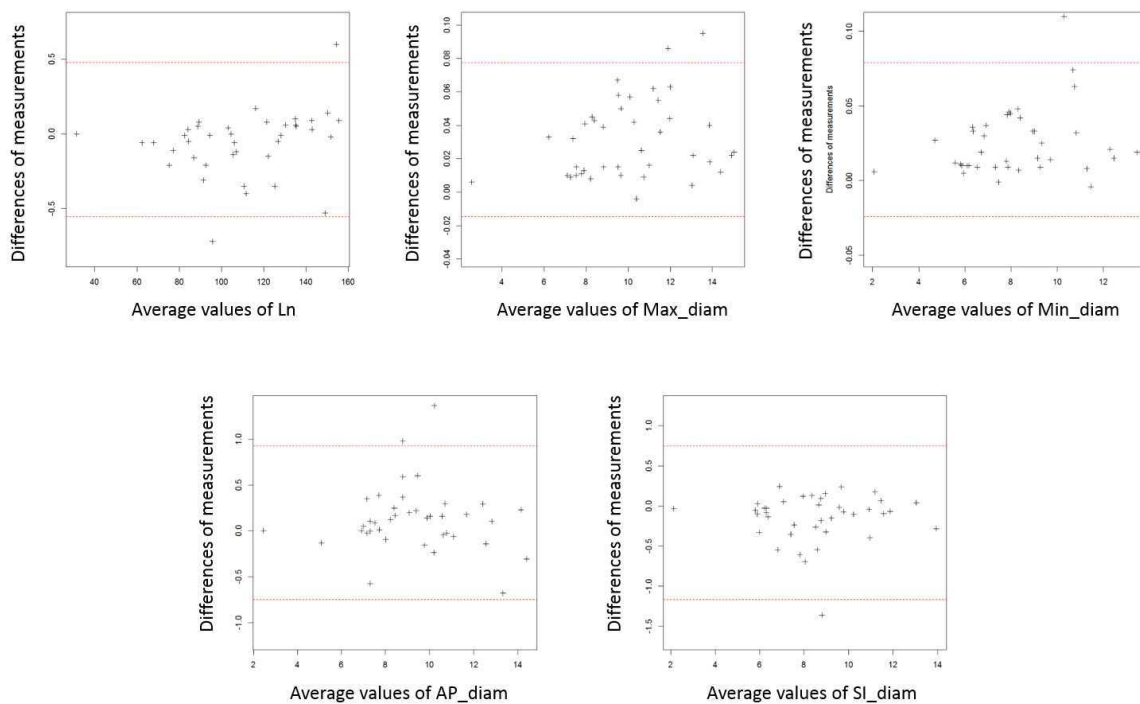 Differences of measurements
0.5
0.0
-0.5
40 60 80 100 120 140 160
Average values of Ln
Differences of measurements
0.10
0.08
0.06
0.04
0.02
0.00
-0.02
-0.04
4 6 8 10 12 14
Average values of Max_diam
Differences of measurements
Differences of measurements
0.10
0.05
0.00
-0.05
2 4 6 8 10 12
Average values of Min_diam
Differences of measurements
1.0
0.5
0.0
-0.5
-1.0
2 4 6 8 10 12 14
Average values of AP_diam
Differences of measurements
1.0
0.5
0.0
-0.5
-1.0
-1.5
2 4 6 8 10 12 14
Average values of SI_diam